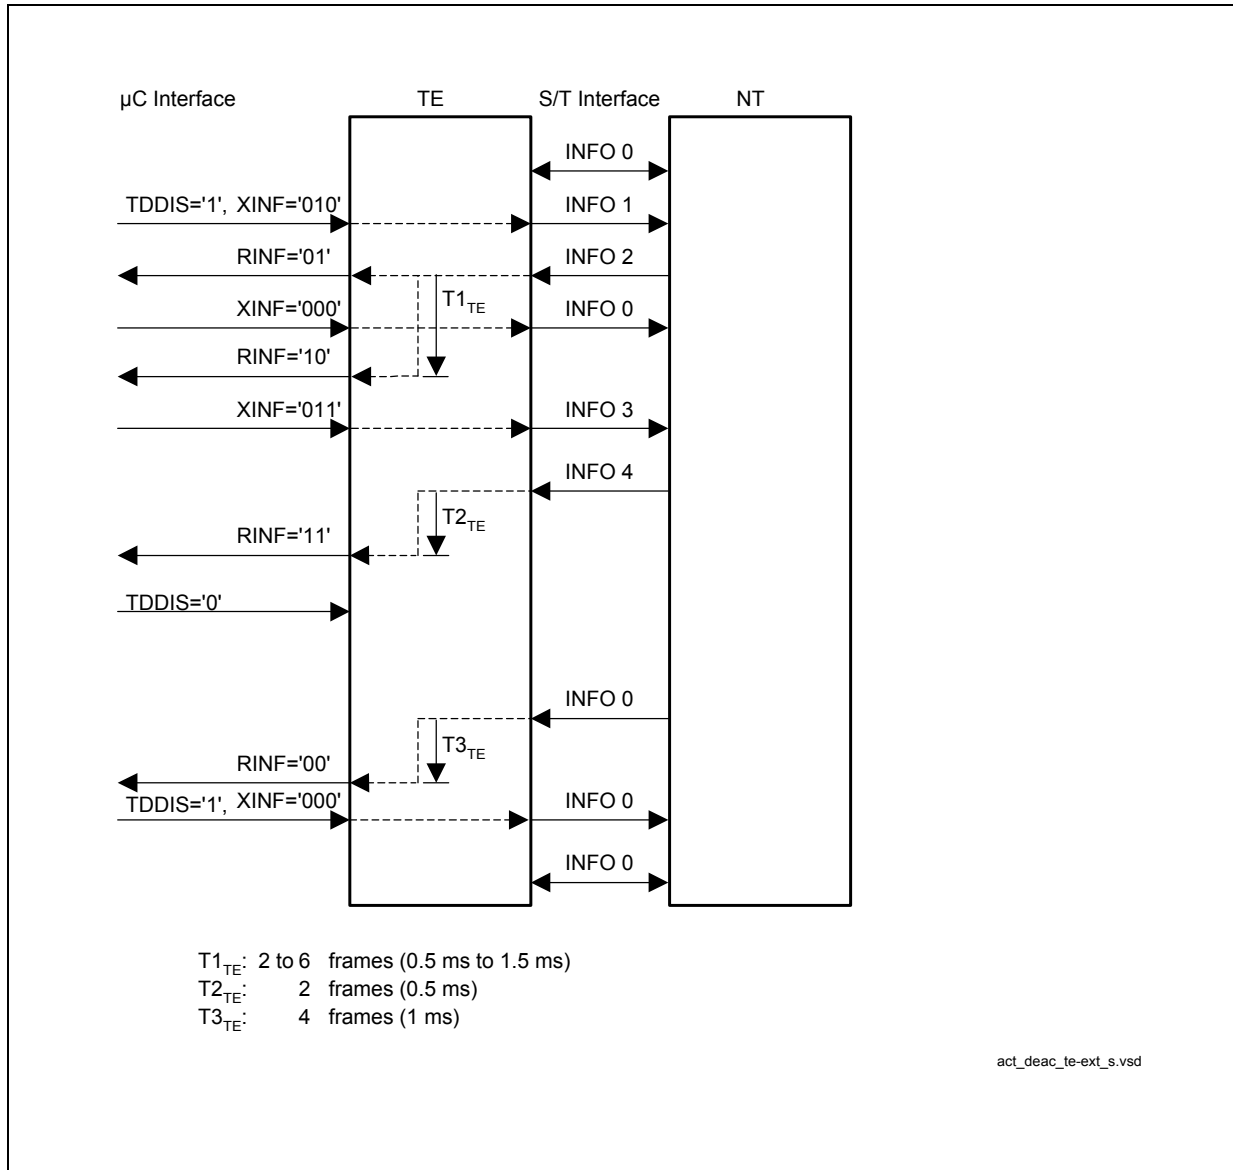 µC Interface TE S/T Interface NT
INFO 0
TDDIS='1', XINF='010' INFO 1
RINF='01' INFO 2
T1TE
XINF='000' INFO 0
RINF='10'
XINF='011' INFO 3
INFO 4
T2TE
RINF='11'
TDDIS='0'
INFO 0
T3TE
RINF='00'
TDDIS='1', XINF='000' INFO 0
INFO 0
T1TE: 2 to 6 frames (0.5 ms to 1.5 ms)
T2TE: 2 frames (0.5 ms)
T3TE: 4 frames (1 ms)
act_deac_te-ext_s.vsd